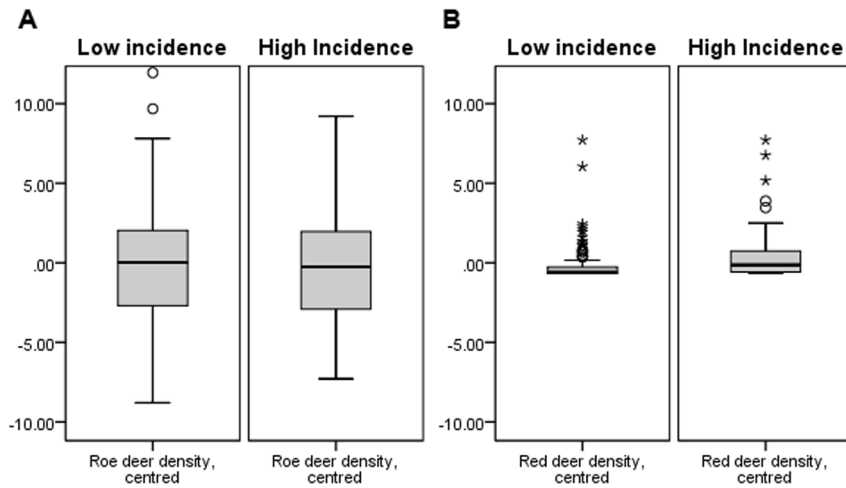 A
B
Low incidence
High Incidence
Low incidence
High Incidence
10.00
5.00
.00
-5.00
-10.00
10.00
5.00
.00
-5.00
-10.00
Roe deer density,
centred
Roe deer density,
centred
Red deer density,
centred
Red deer density,
centred